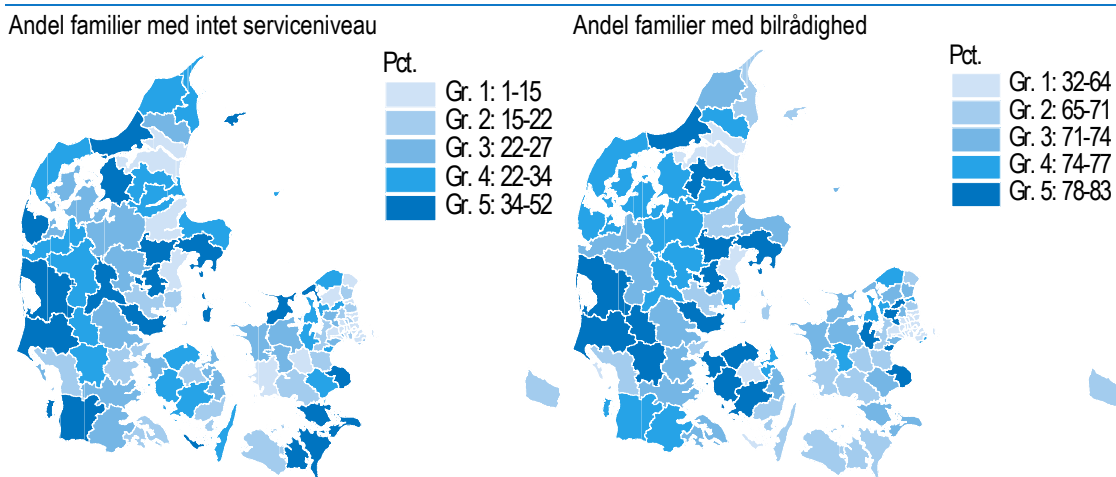 Andel familier med intet serviceniveau
Pct.
Gr. 1: 1-15
Gr. 2: 15-22
Gr. 3: 22-27
Gr. 4: 22-34
Gr. 5: 34-52
Andel familier med bilrådighed
Pct.
Gr. 1: 32-64
Gr. 2: 65-71
Gr. 3: 71-74
Gr. 4: 74-77
Gr. 5: 78-83